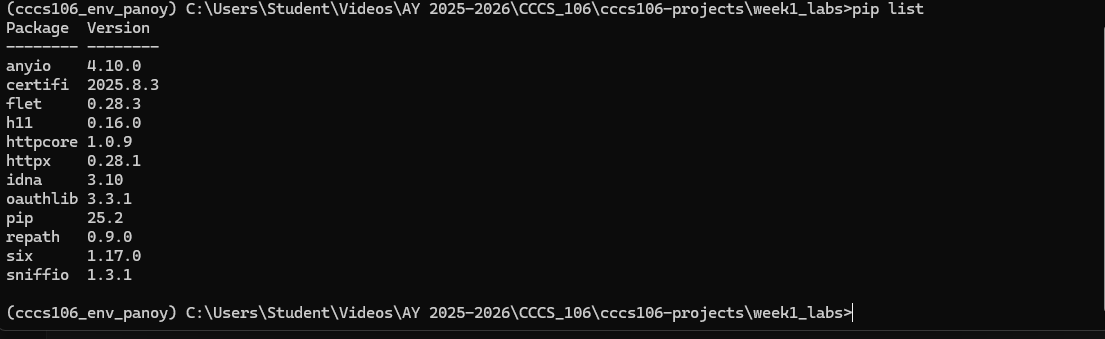 (cccs106_env_panoy) C:\Users\Student\Videos\AY 2025-2026\CCCS_106\cccs106-projects\week1_labs>pip list
Package  Version
-------- --------
anyio    4.10.0
certifi  2025.8.3
flet     0.28.3
h11      0.16.0
httpcore 1.0.9
httpx    0.28.1
idna     3.10
oauthlib 3.3.1
pip      25.2
repath   0.9.0
six      1.17.0
sniffio  1.3.1
(cccs106_env_panoy) C:\Users\Student\Videos\AY 2025-2026\CCCS_106\cccs106-projects\week1_labs>